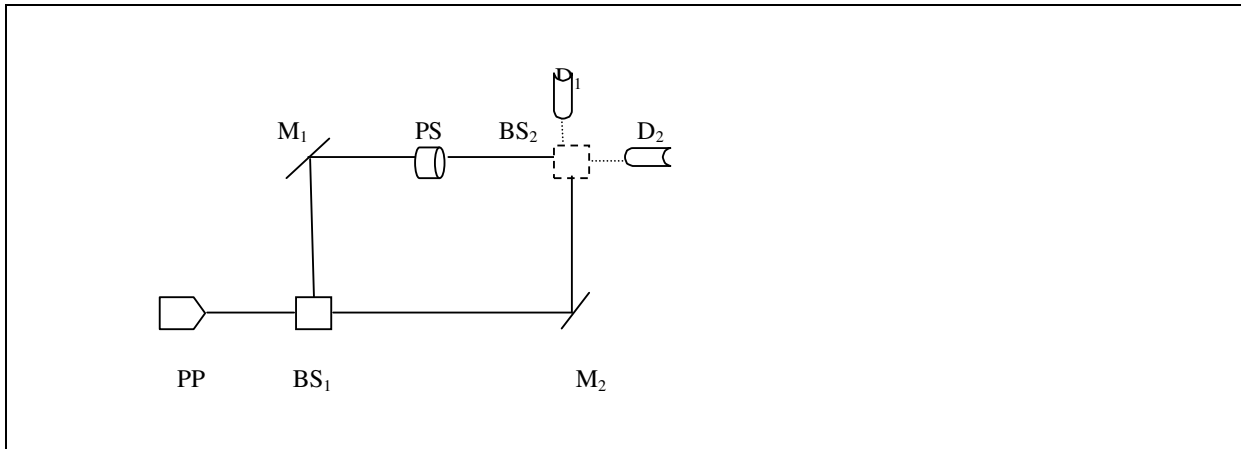 D₁
M₁ PS BS₂ D₂
PP BS₁ M₂